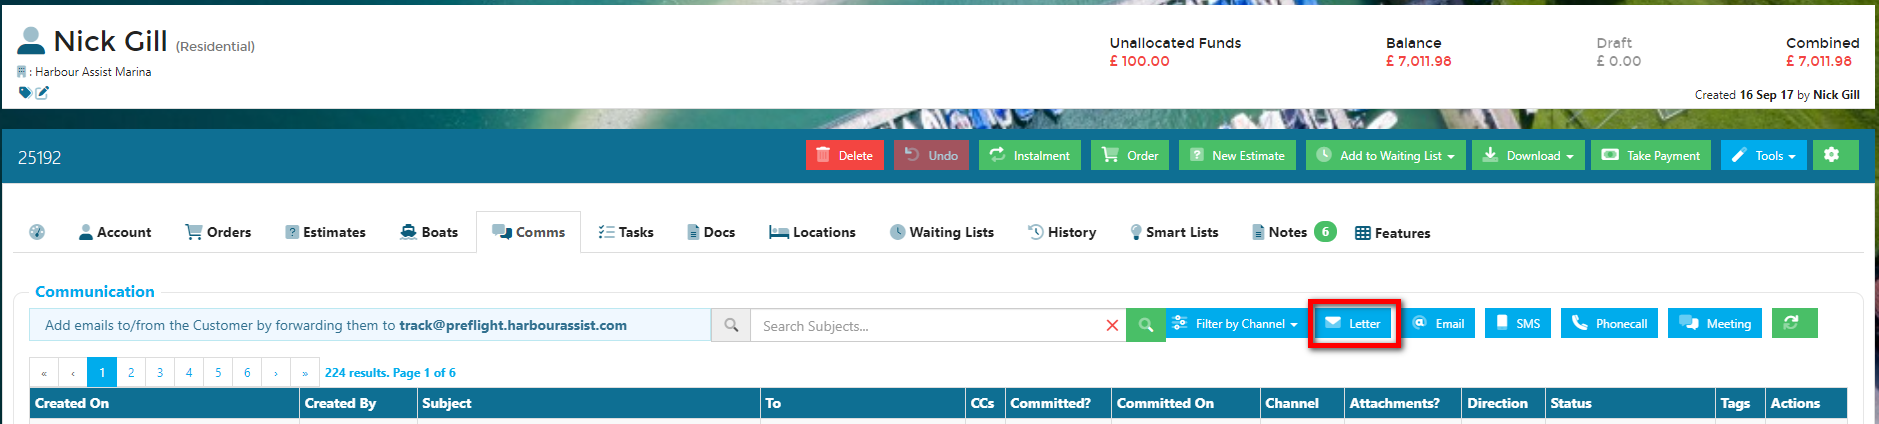 Nick Gill (Residential)
: Harbour Assist Marina
Unallocated Funds
£ 100.00
Balance
£ 7,011.98
Draft
£ 0.00
Combined
£ 7,011.98
Created 16 Sep 17 by Nick Gill
25192
Delete
Undo
Instalment
Order
New Estimate
Add to Waiting List
Download
Take Payment
Tools
Account
Orders
Estimates
Boats
Comms
Tasks
Docs
Locations
Waiting Lists
History
Smart Lists
Notes 6
Features
Communication
Add emails to/from the Customer by forwarding them to track@preflight.harbourassist.com
Search Subjects...
Filter by Channel
Letter
Email
SMS
Phonecall
Meeting
« ‹ 1 2 3 4 5 6 › » 224 results. Page 1 of 6
Created On Created By Subject To CCs Committed? Committed On Channel Attachments? Direction Status Tags Actions